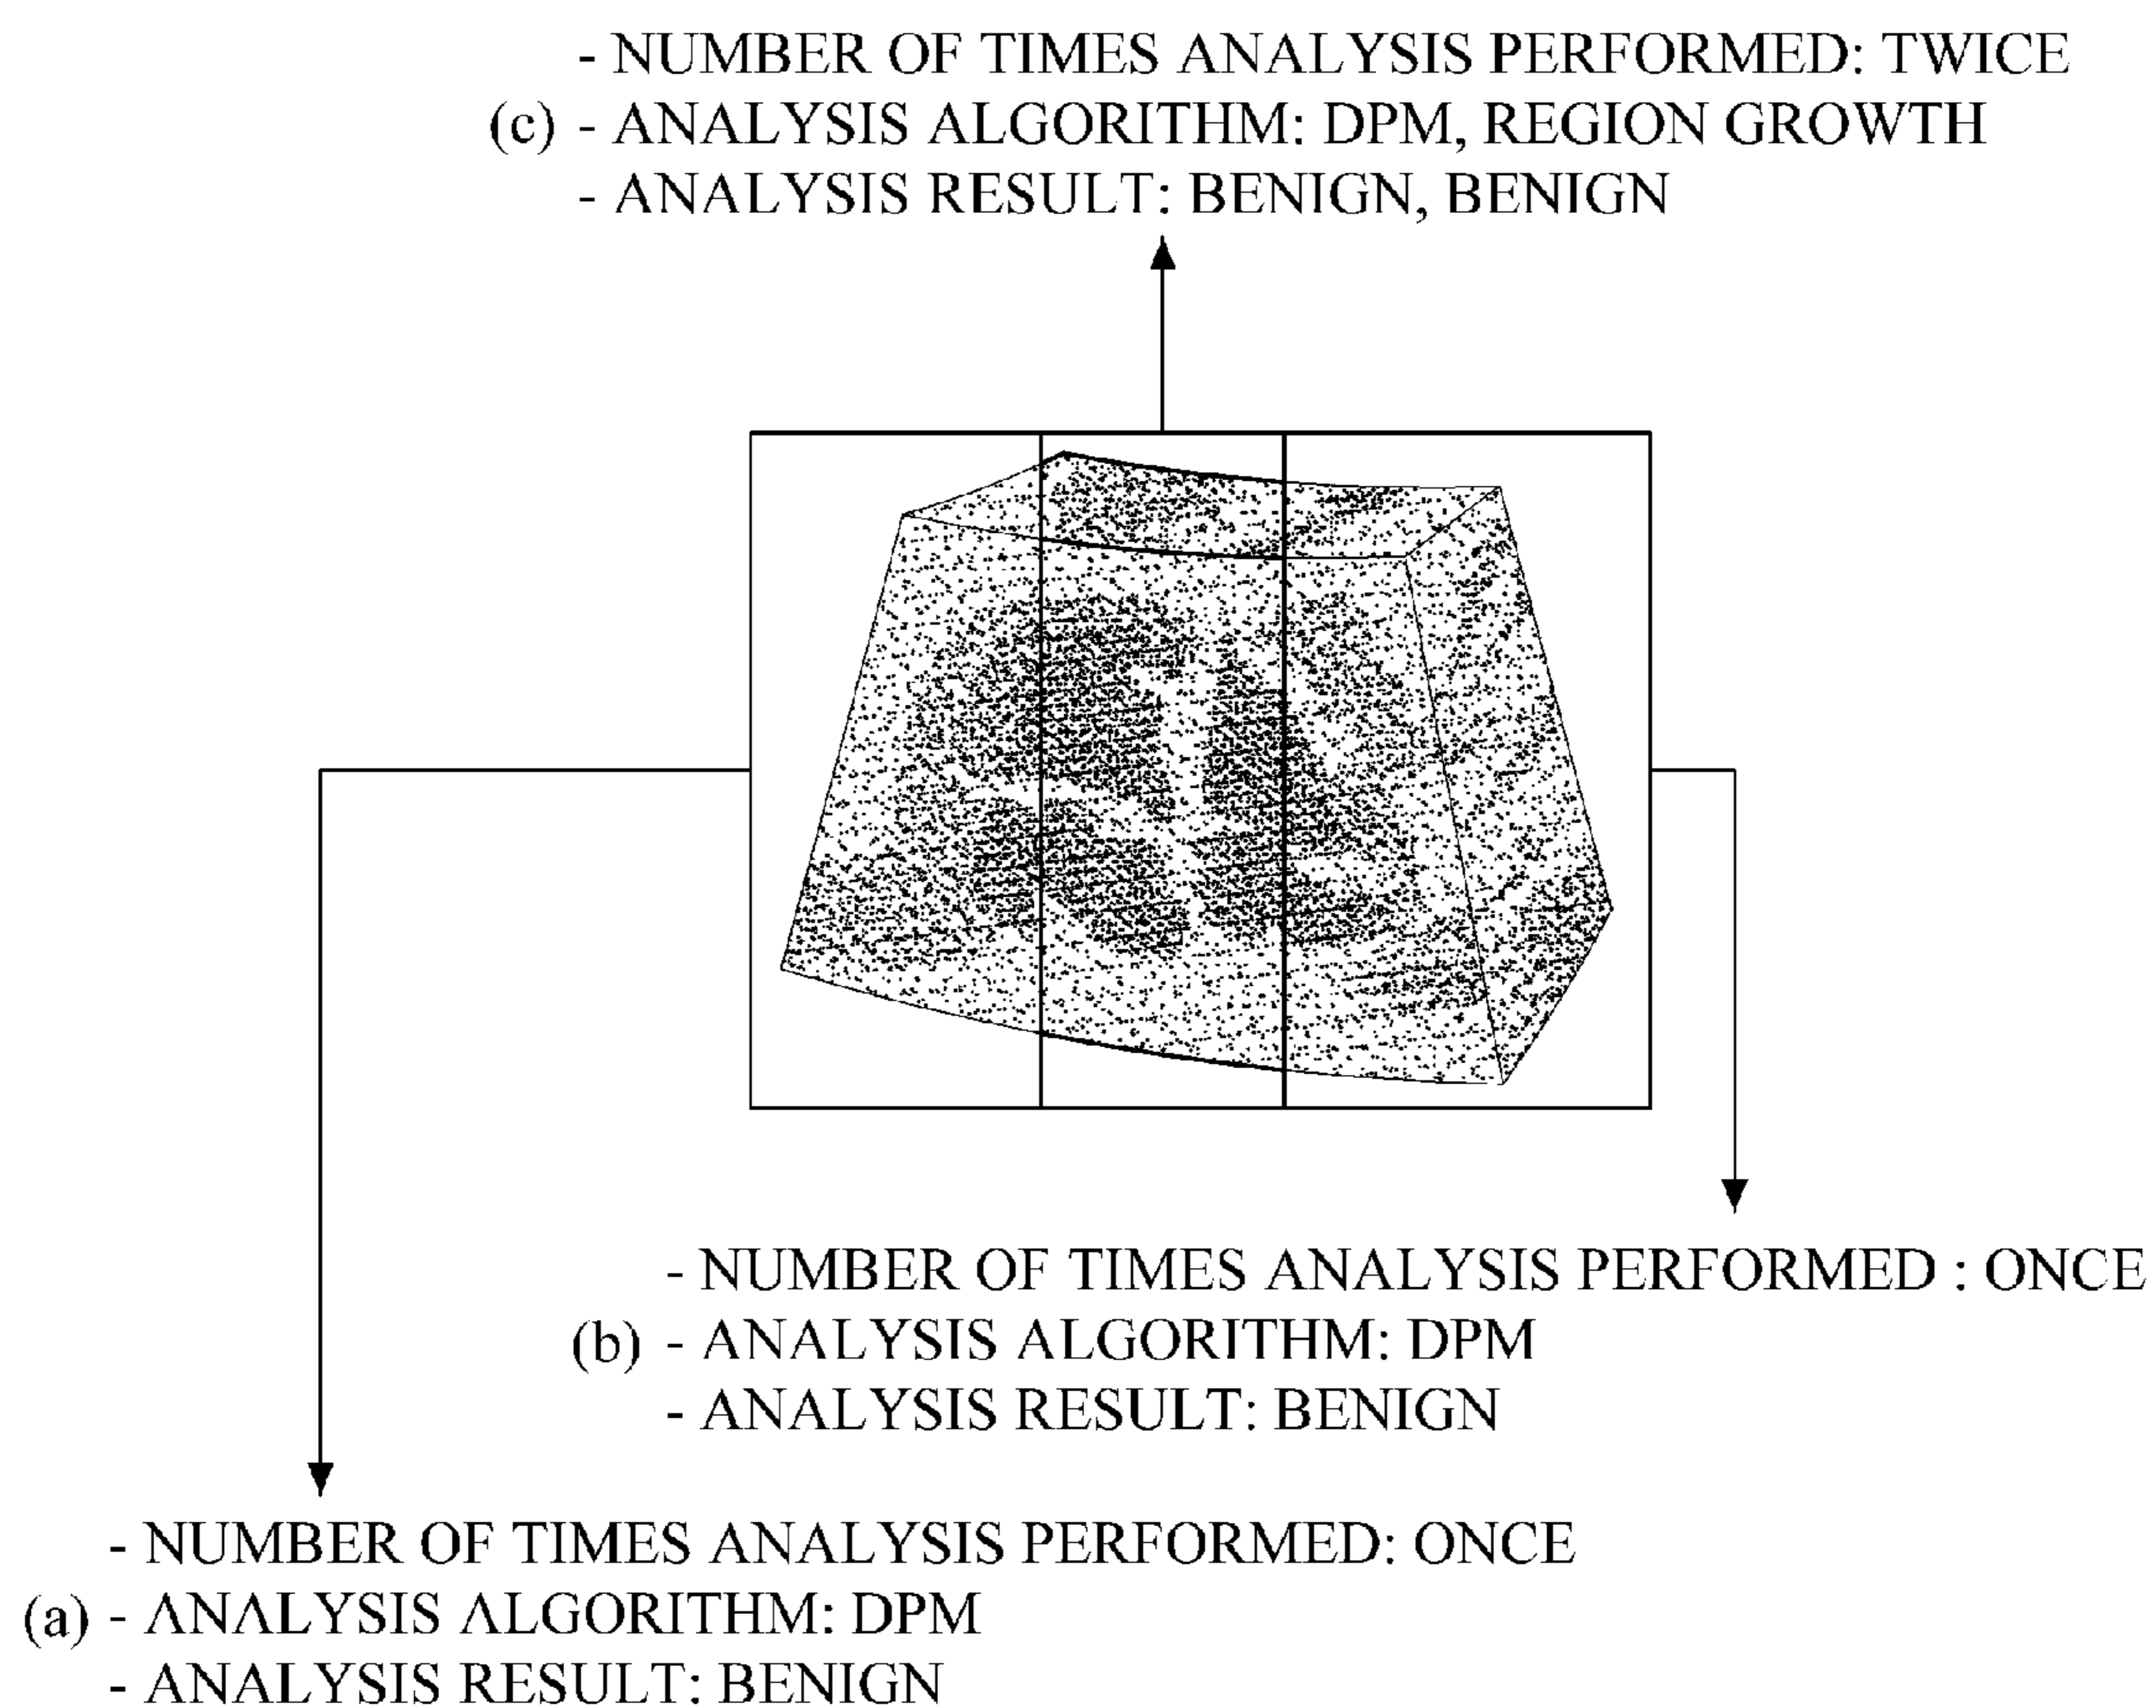 - NUMBER OF TIMES ANALYSIS PERFORMED: TWICE
(c) - ANALYSIS ALGORITHM: DPM, REGION GROWTH
- ANALYSIS RESULT: BENIGN, BENIGN
- NUMBER OF TIMES ANALYSIS PERFORMED : ONCE
(b) - ANALYSIS ALGORITHM: DPM
- ANALYSIS RESULT: BENIGN
- NUMBER OF TIMES ANALYSIS PERFORMED: ONCE
(a) - ANALYSIS ALGORITHM: DPM
- ANALYSIS RESULT: BENIGN